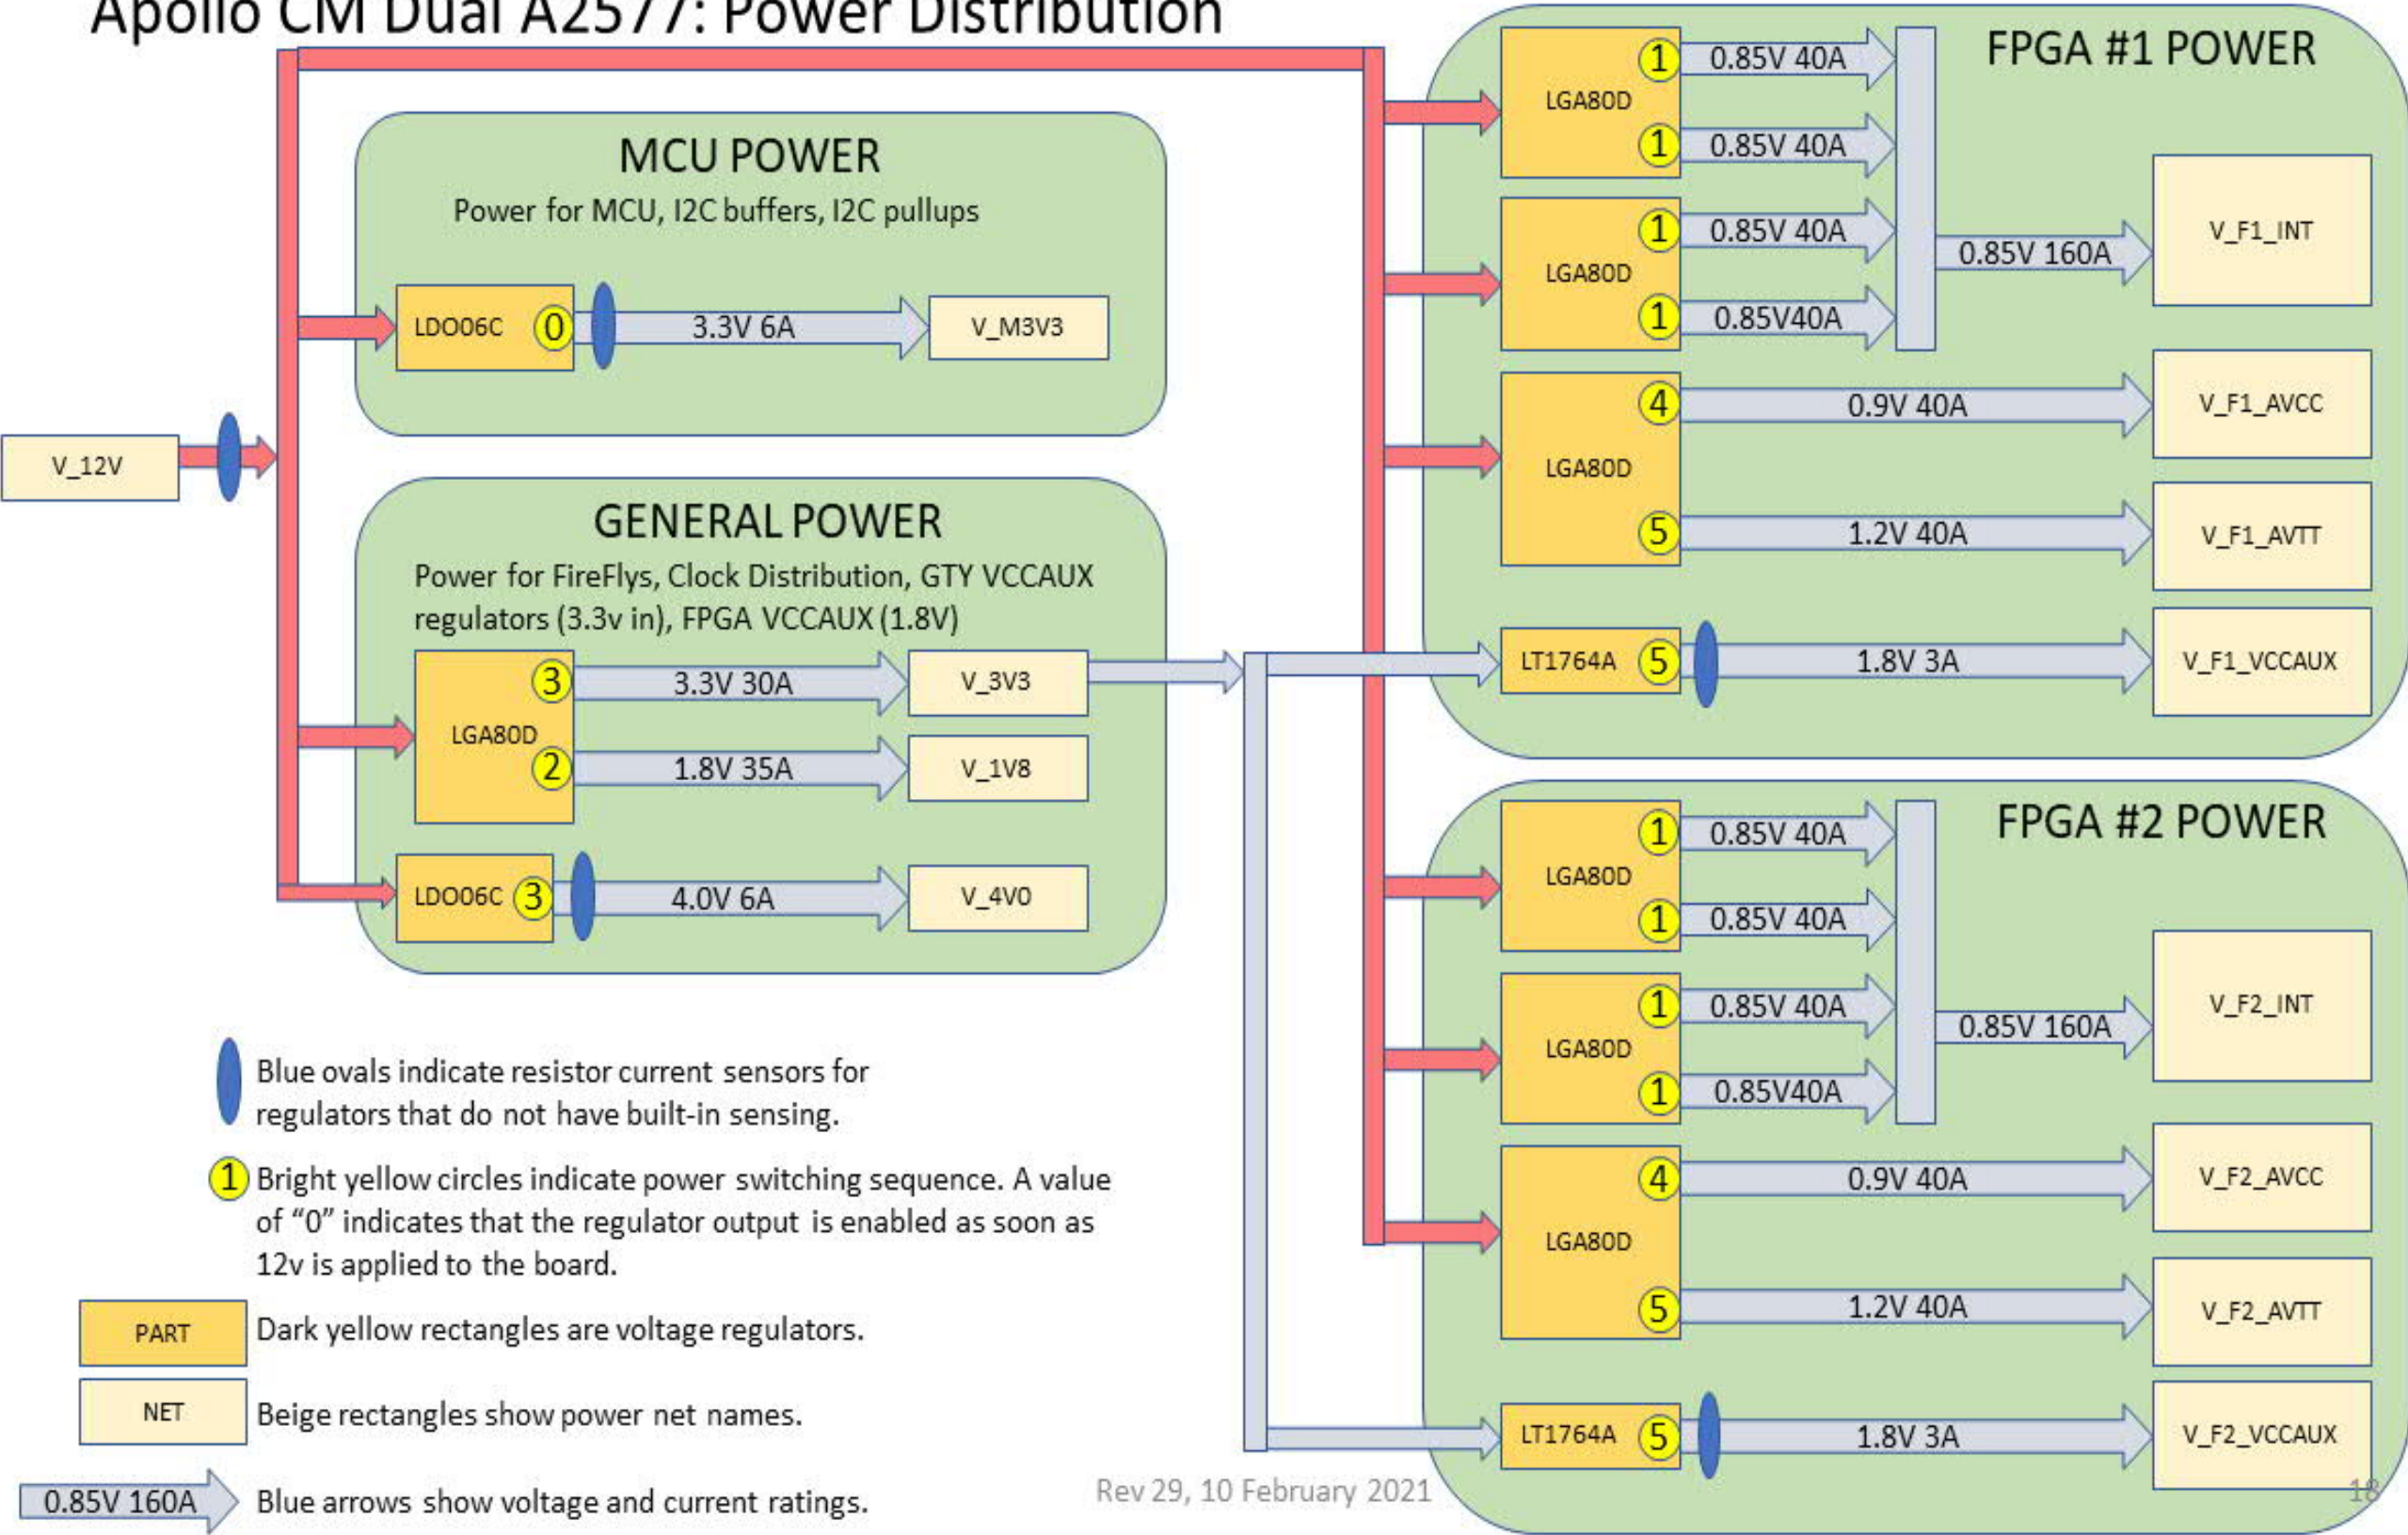 Apollo CM Dual A2577: Power Distribution
MCU POWER
Power for MCU, I2C buffers, I2C pullups
LDO06C
0
3.3V 6A
V_M3V3
V_12V
GENERAL POWER
Power for FireFlys, Clock Distribution, GTY VCCAUX
regulators (3.3v in), FPGA VCCAUX (1.8V)
LGA80D
3
3.3V 30A
V_3V3
2
1.8V 35A
V_1V8
LDO06C
3
4.0V 6A
V_4V0
FPGA #1 POWER
LGA80D
1
0.85V 40A
1
0.85V 40A
LGA80D
1
0.85V 40A
1
0.85V40A
0.85V 160A
V_F1_INT
LGA80D
4
0.9V 40A
V_F1_AVCC
5
1.2V 40A
V_F1_AVTT
LT1764A
5
1.8V 3A
V_F1_VCCAUX
FPGA #2 POWER
LGA80D
1
0.85V 40A
1
0.85V 40A
LGA80D
1
0.85V 40A
1
0.85V40A
0.85V 160A
V_F2_INT
LGA80D
4
0.9V 40A
V_F2_AVCC
5
1.2V 40A
V_F2_AVTT
LT1764A
5
1.8V 3A
V_F2_VCCAUX
Blue ovals indicate resistor current sensors for
regulators that do not have built-in sensing.
1
Bright yellow circles indicate power switching sequence. A value
of “0” indicates that the regulator output is enabled as soon as
12v is applied to the board.
PART
Dark yellow rectangles are voltage regulators.
NET
Beige rectangles show power net names.
0.85V 160A
Blue arrows show voltage and current ratings.
Rev 29, 10 February 2021
18